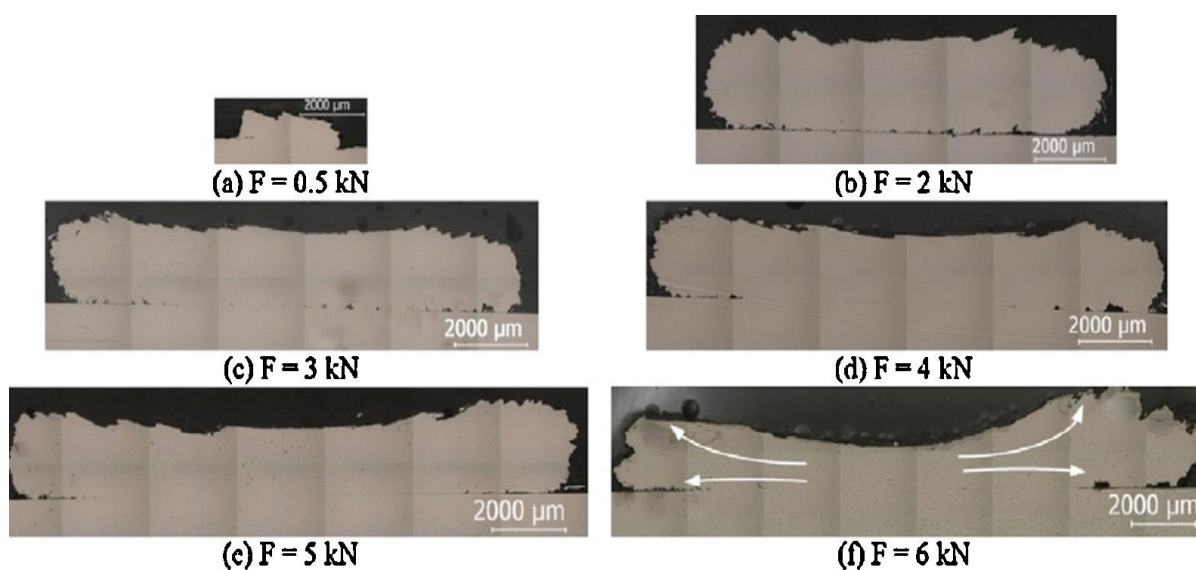 2000 µm
(a) F = 0.5 kN
2000 µm
(b) F = 2 kN
2000 µm
(c) F = 3 kN
2000 µm
(d) F = 4 kN
2000 µm
(e) F = 5 kN
2000 µm
(f) F = 6 kN